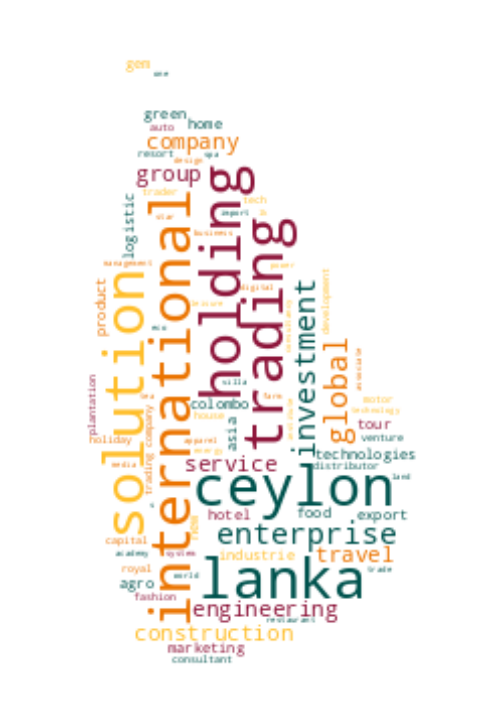 gem
one
green
home
auto
company
resort
spa
design
group
trader
tech
import
star
logistic
holding
international
business
trading
management
power
solution
product
digital
development
leisure
investment
eco
global
associate
villa
plantation
tea
farm
colombo
motor
technology
house
asia
tour
trading company
holiday
apparel
venture
energy
technologies
media
service
distributor
ceylon
land
hotel
food
export
new
enterprise
capital
academy
system
industrie
travel
royal
world
trade
agro
lanka
fashion
engineering
restaurant
construction
marketing
consultant